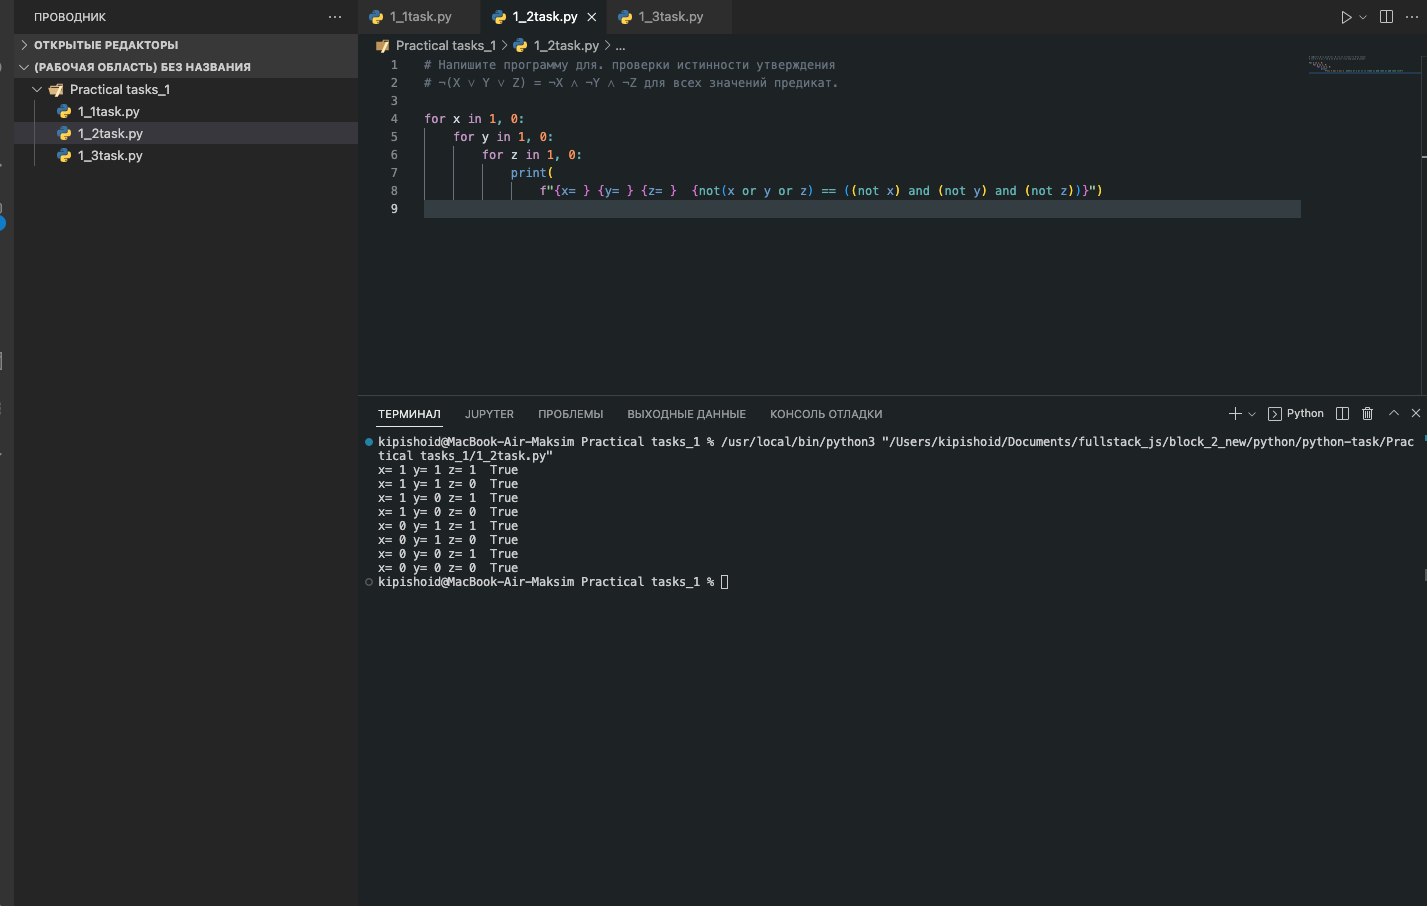 ПРОВОДНИК
ОТКРЫТЫЕ РЕДАКТОРЫ
(РАБОЧАЯ ОБЛАСТЬ) БЕЗ НАЗВАНИЯ
Practical tasks_1
1_1task.py
1_2task.py
1_3task.py
1_1task.py 1_2task.py 1_3task.py
Practical tasks_1 > 1_2task.py > ...
1 # Напишите программу для. проверки истинности утверждения
2 # ¬(X ∨ Y ∨ Z) = ¬X ∧ ¬Y ∧ ¬Z для всех значений предикат.
3
4 for x in 1, 0:
5 for y in 1, 0:
6 for z in 1, 0:
7 print(
8 f"{x= } {y= } {z= }  {not(x or y or z) == ((not x) and (not y) and (not z))}")
9
ТЕРМИНАЛ JUPYTER ПРОБЛЕМЫ ВЫХОДНЫЕ ДАННЫЕ КОНСОЛЬ ОТЛАДКИ Python
kipishoid@MacBook-Air-Maksim Practical tasks_1 % /usr/local/bin/python3 "/Users/kipishoid/Documents/fullstack_js/block_2_new/python/python-task/Prac
tical tasks_1/1_2task.py"
x= 1 y= 1 z= 1  True
x= 1 y= 1 z= 0  True
x= 1 y= 0 z= 1  True
x= 1 y= 0 z= 0  True
x= 0 y= 1 z= 1  True
x= 0 y= 1 z= 0  True
x= 0 y= 0 z= 1  True
x= 0 y= 0 z= 0  True
kipishoid@MacBook-Air-Maksim Practical tasks_1 %